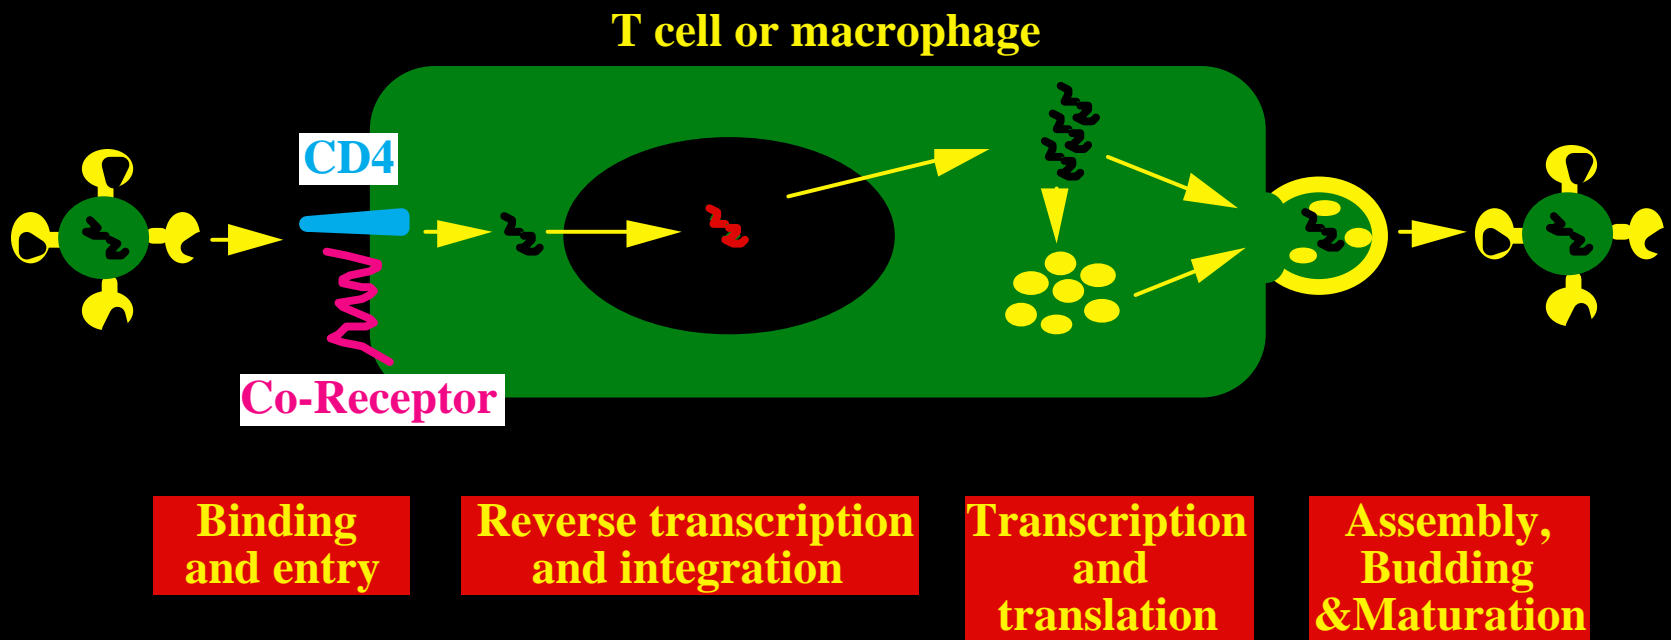 T cell or macrophage
CD4
Co-Receptor
Binding
and entry
Reverse transcription
and integration
Transcription
and
translation
Assembly,
Budding
&Maturation